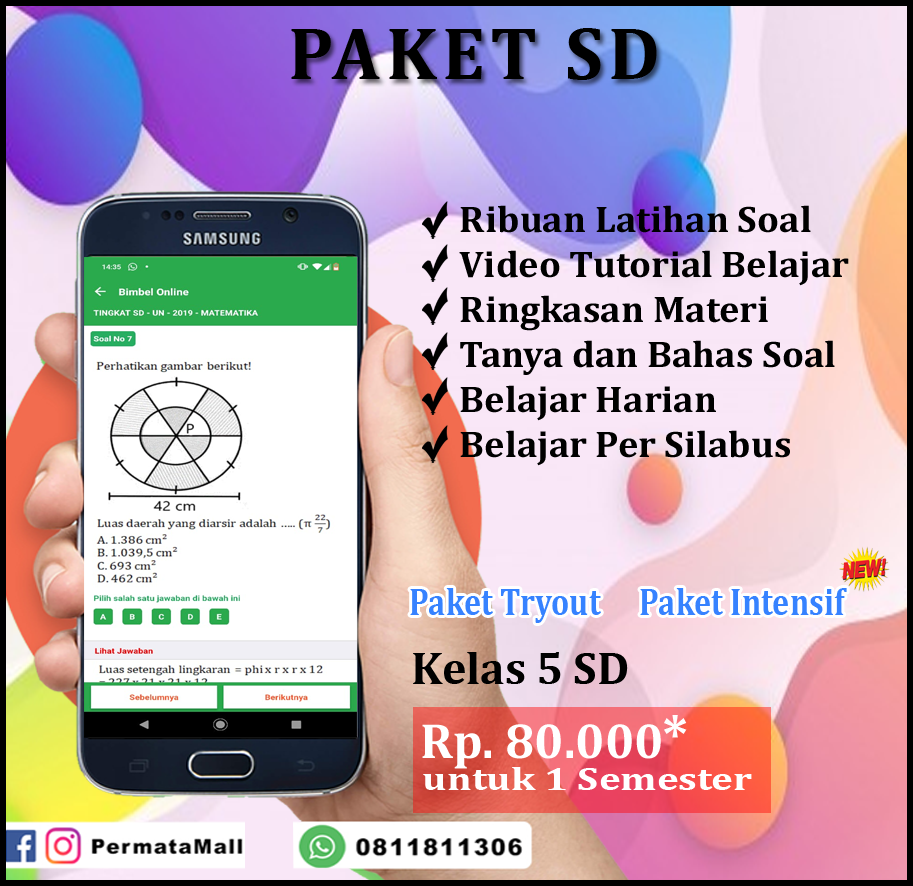 PAKET SD
Ribuan Latihan Soal
Video Tutorial Belajar
Ringkasan Materi
Tanya dan Bahas Soal
Belajar Harian
Belajar Per Silabus
SAMSUNG
14:35
Bimbel Online
TINGKAT SD - UN - 2019 - MATEMATIKA
Soal No 7
Perhatikan gambar berikut!
P
42 cm
Luas daerah yang diarsir adalah ..... (π 22/7)
A. 1.386 cm²
B. 1.039,5 cm²
C. 693 cm²
D. 462 cm²
Pilih salah satu jawaban di bawah ini
A B C D E
Lihat Jawaban
Luas setengah lingkaran = phi x r x r x 12
Sebelumnya Berikutnya
NEW!
Paket Tryout Paket Intensif
Kelas 5 SD
Rp. 80.000*
untuk 1 Semester
PermataMall
0811811306